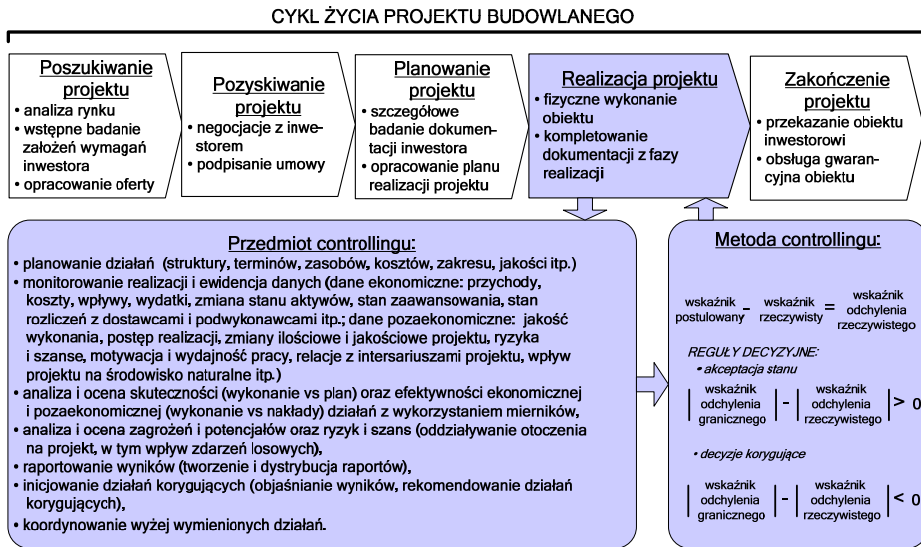 CYKL ŻYCIA PROJEKTU BUDOWLANEGO
Poszukiwanie
projektu
• analiza rynku
• wstępne badanie
założeń wymagań
inwestora
• opracowanie oferty
Pozyskiwanie
projektu
• negocjacje z inwe-
storem
• podpisanie umowy
Planowanie
projektu
• szczegółowe
badanie dokumen-
tacji inwestora
• opracowanie planu
realizacji projektu
Realizacja projektu
• fizyczne wykonanie
obiektu
• kompletowanie
dokumentacji z fazy
realizacji
Zakończenie
projektu
• przekazanie obiektu
inwestorowi
• obsługa gwaran-
cyjna obiektu
Przedmiot controllingu:
• planowanie działań (struktury, terminów, zasobów, kosztów, zakresu, jakości itp.)
• monitorowanie realizacji i ewidencja danych (dane ekonomiczne: przychody,
koszty, wpływy, wydatki, zmiana stanu aktywów, stan zaawansowania, stan
rozliczeń z dostawcami i podwykonawcami itp.; dane pozaekonomiczne: jakość
wykonania, postęp realizacji, zmiany ilościowe i jakościowe projektu, ryzyka
i szanse, motywacja i wydajność pracy, relacje z intersariuszami projektu, wpływ
projektu na środowisko naturalne itp.)
• analiza i ocena skuteczności (wykonanie vs plan) oraz efektywności ekonomicznej
i pozaekonomicznej (wykonanie vs nakłady) działań z wykorzystaniem mierników,
• analiza i ocena zagrożeń i potencjałów oraz ryzyk i szans (oddziaływanie otoczenia
na projekt, w tym wpływ zdarzeń losowych),
• raportowanie wyników (tworzenie i dystrybucja raportów),
• inicjowanie działań korygujących (objaśnianie wyników, rekomendowanie działań
korygujących),
• koordynowanie wyżej wymienionych działań.
Metoda controllingu:
wskaźnik postulowany - wskaźnik rzeczywisty = wskaźnik odchylenia rzeczywistego
REGUŁY DECYZYJNE:
• akceptacja stanu
| wskaźnik odchylenia granicznego | - | wskaźnik odchylenia rzeczywistego | > 0
• decyzje korygujące
| wskaźnik odchylenia granicznego | - | wskaźnik odchylenia rzeczywistego | < 0